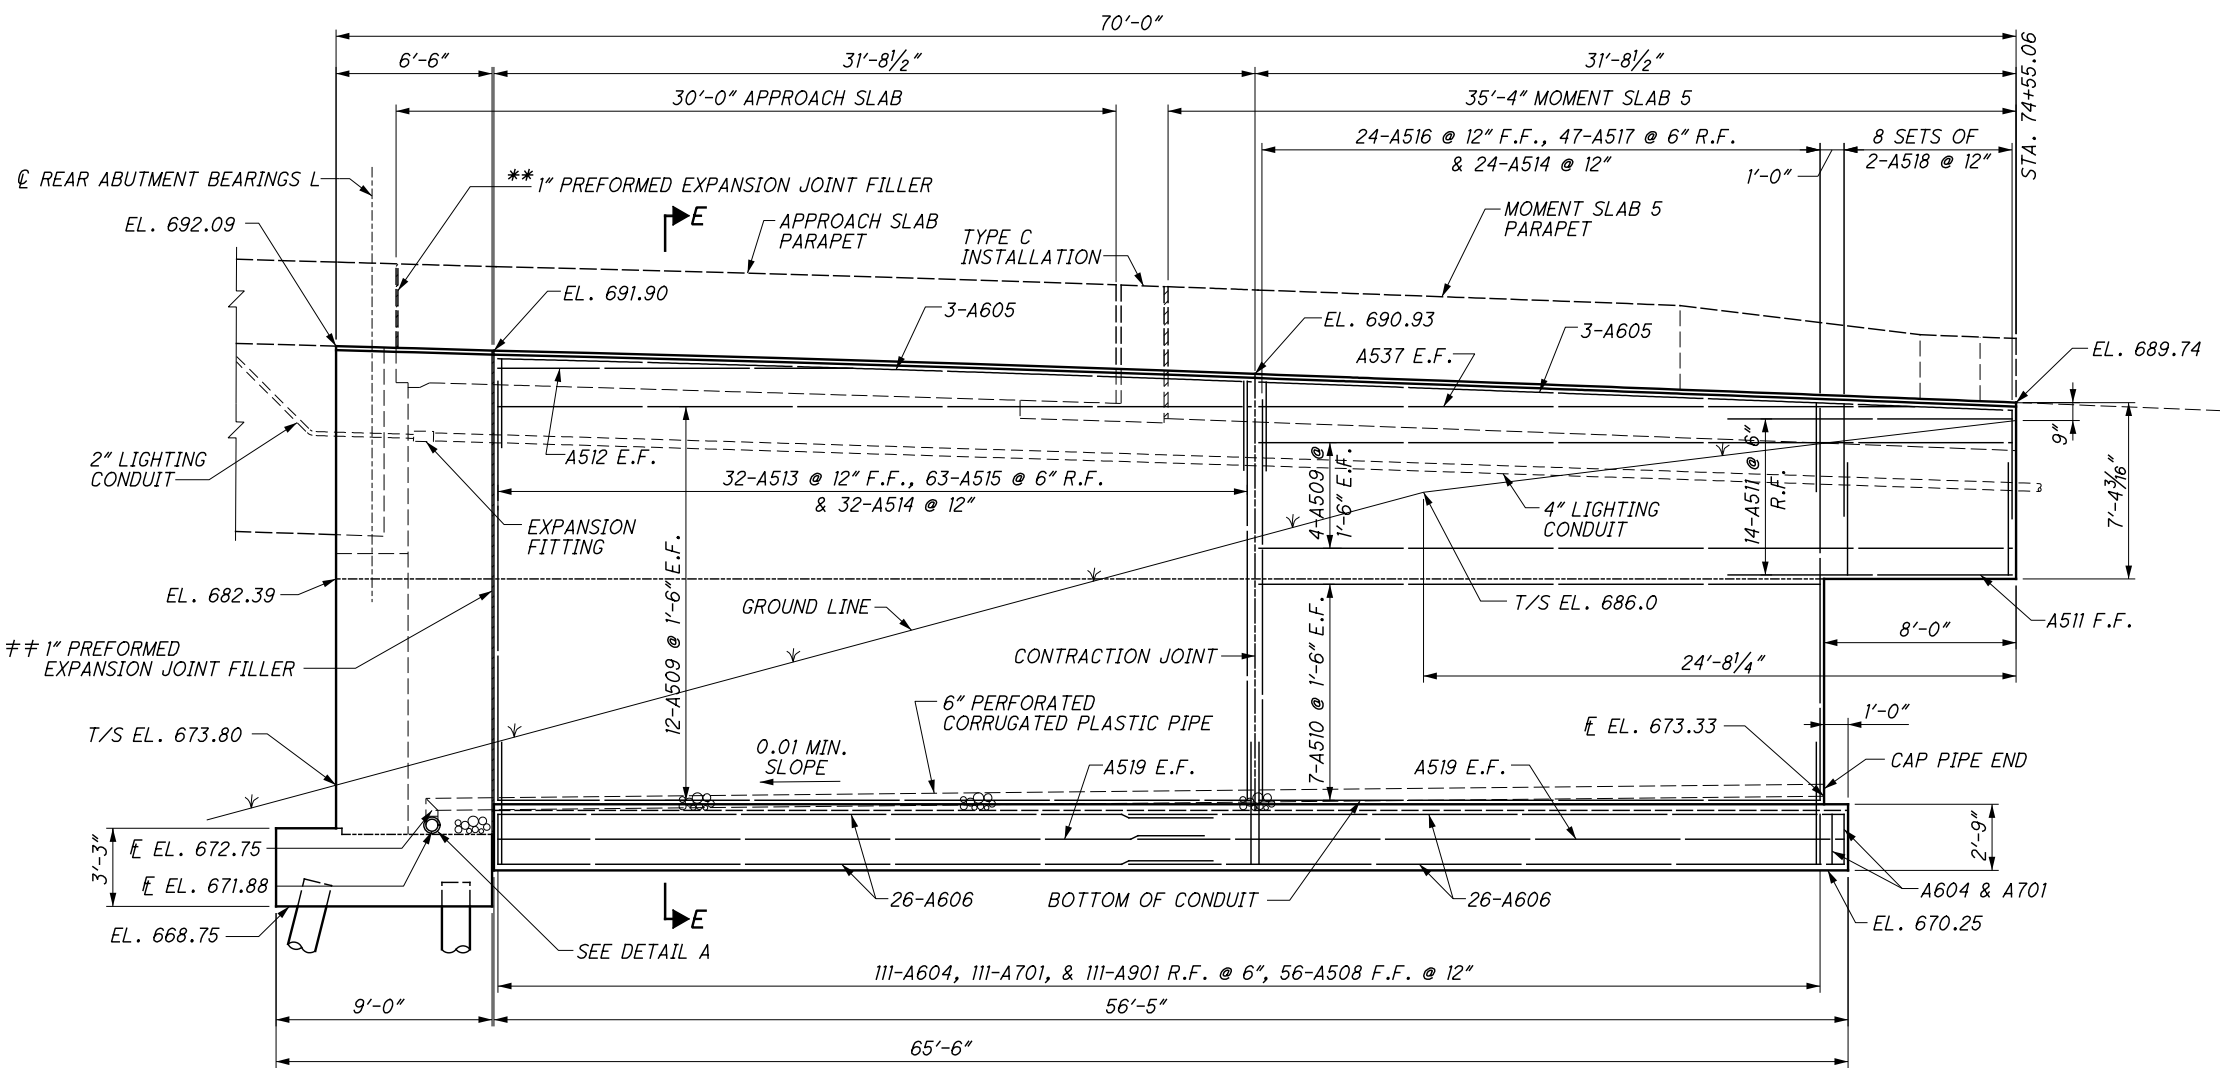 70'-0"
6'-6"
31'-8½"
31'-8½"
STA. 74+55.06
30'-0" APPROACH SLAB
35'-4" MOMENT SLAB 5
24-A516 @ 12" F.F., 47-A517 @ 6" R.F.
& 24-A514 @ 12"
8 SETS OF
2-A518 @ 12"
1'-0"
℄ REAR ABUTMENT BEARINGS L
** 1" PREFORMED EXPANSION JOINT FILLER
EL. 692.09
E
APPROACH SLAB
PARAPET
TYPE C
INSTALLATION
MOMENT SLAB 5
PARAPET
EL. 691.90
3-A605
EL. 690.93
3-A605
A537 E.F.
EL. 689.74
9"
7'-4³⁄₁₆"
2" LIGHTING
CONDUIT
A512 E.F.
32-A513 @ 12" F.F., 63-A515 @ 6" R.F.
& 32-A514 @ 12"
EXPANSION
FITTING
4-A509 @
1'-6" E.F.
4" LIGHTING
CONDUIT
14-A511 @ 6"
R.F.
12-A509 @ 1'-6" E.F.
EL. 682.39
GROUND LINE
T/S EL. 686.0
A511 F.F.
8'-0"
24'-8¼"
‡‡ 1" PREFORMED
EXPANSION JOINT FILLER
CONTRACTION JOINT
7-A510 @ 1'-6" E.F.
6" PERFORATED
CORRUGATED PLASTIC PIPE
T/S EL. 673.80
0.01 MIN.
SLOPE
A519 E.F.
A519 E.F.
EL. 673.33
1'-0"
CAP PIPE END
3'-3"
EL. 672.75
EL. 671.88
2'-9"
26-A606
BOTTOM OF CONDUIT
26-A606
A604 & A701
EL. 670.25
EL. 668.75
E
SEE DETAIL A
111-A604, 111-A701, & 111-A901 R.F. @ 6", 56-A508 F.F. @ 12"
9'-0"
56'-5"
65'-6"